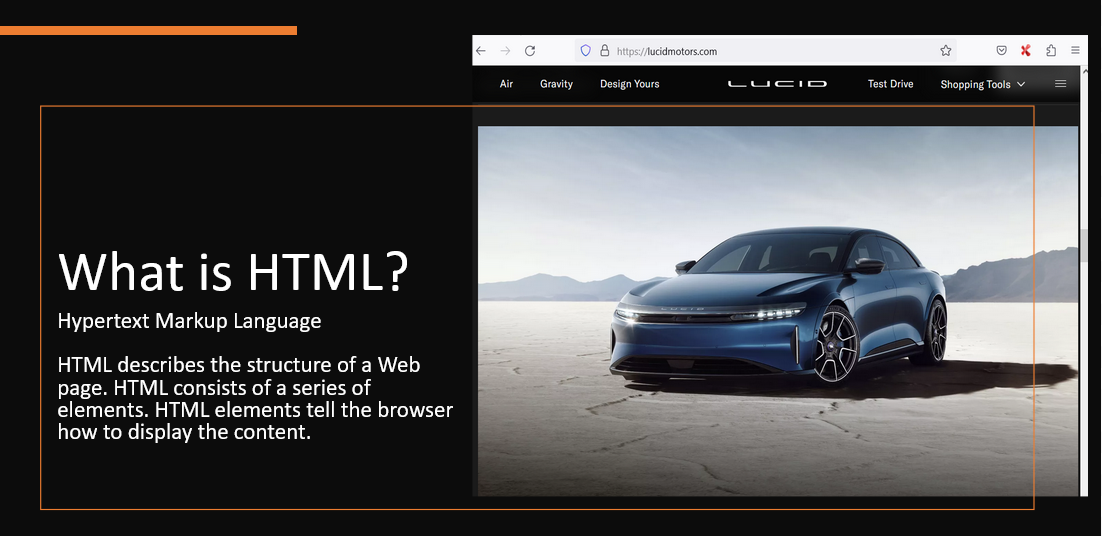 https://lucidmotors.com
Air Gravity Design Yours LUCID Test Drive Shopping Tools
LUCID
What is HTML?
Hypertext Markup Language
HTML describes the structure of a Web
page. HTML consists of a series of
elements. HTML elements tell the browser
how to display the content.